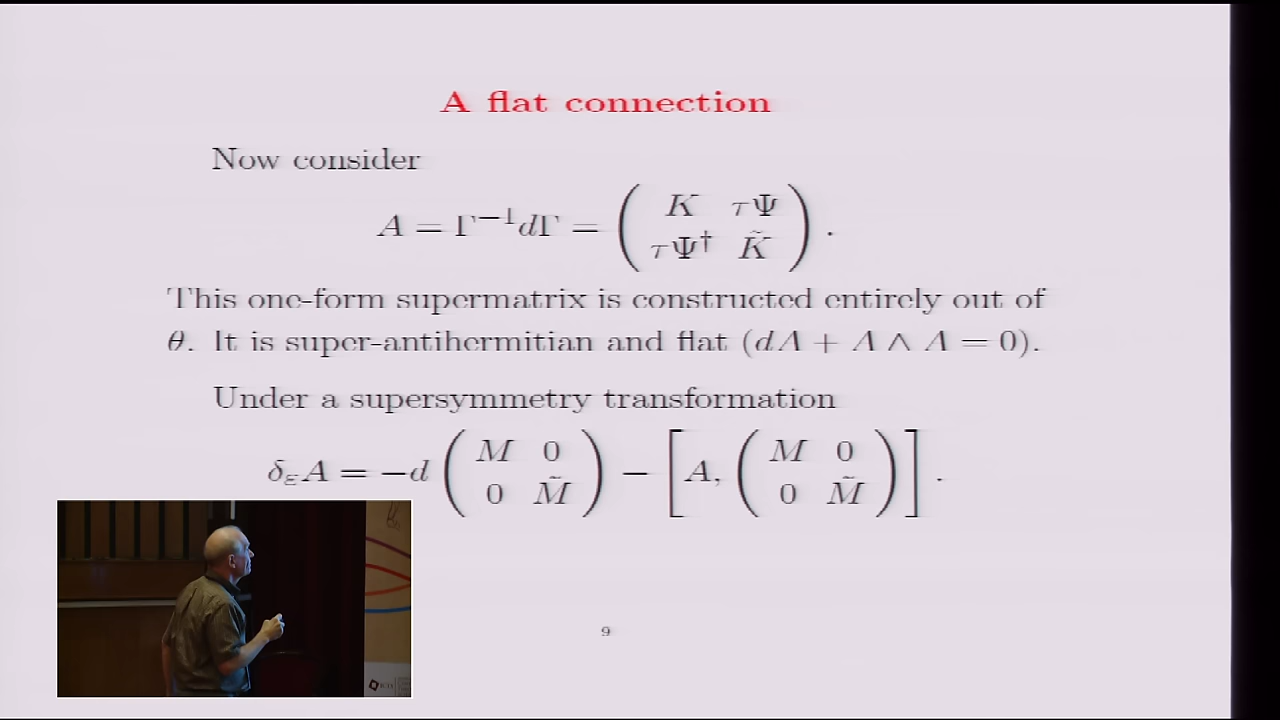 A flat connection
Now consider
A = Γ⁻¹dΓ = ( K τΨ
τΨ† K̃ ) .
This one-form supermatrix is constructed entirely out of
θ. It is super-antihermitian and flat (dA + A ∧ A = 0).
Under a supersymmetry transformation
δ_ε A = −d ( M 0
0 M̃ ) − [ A, ( M 0
0 M̃ ) ] .
9